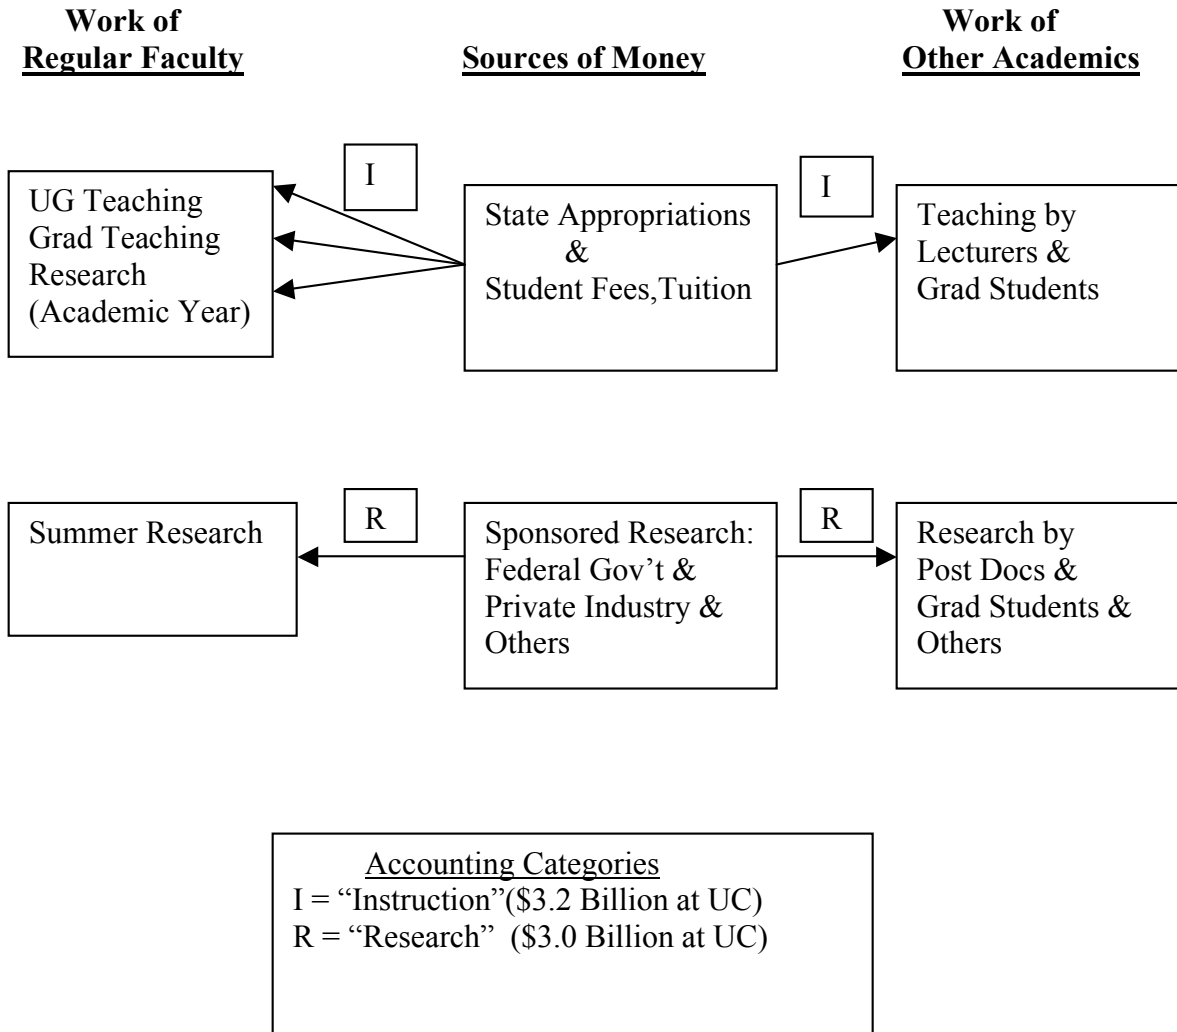 Work of
Regular Faculty
Sources of Money
Work of
Other Academics
I
I
UG Teaching
Grad Teaching
Research
(Academic Year)
State Appropriations
&
Student Fees,Tuition
Teaching by
Lecturers &
Grad Students
R
R
Summer Research
Sponsored Research:
Federal Gov’t &
Private Industry &
Others
Research by
Post Docs &
Grad Students &
Others
Accounting Categories
I = “Instruction”($3.2 Billion at UC)
R = “Research” ($3.0 Billion at UC)